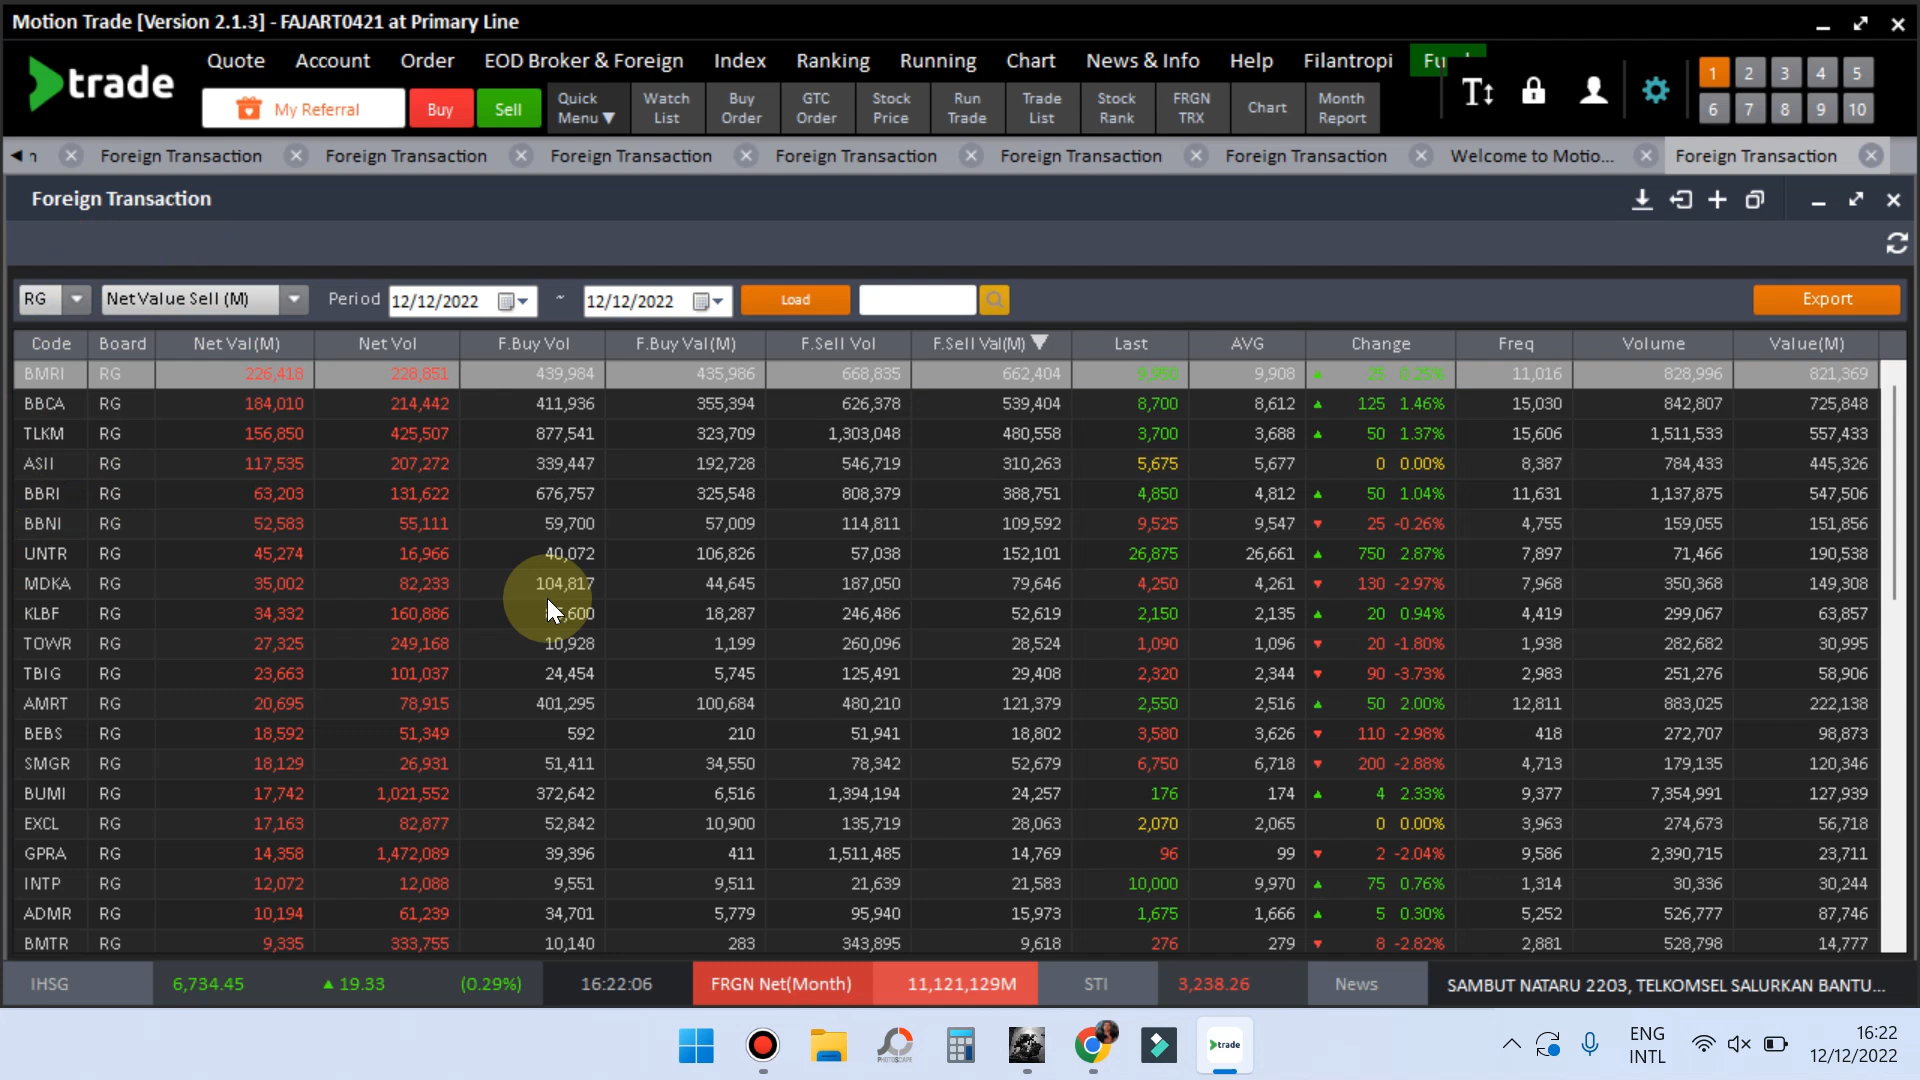 Motion Trade [Version 2.1.3] - FAJART0421 at Primary Line
trade
Quote Account Order EOD Broker & Foreign Index Ranking Running Chart News & Info Help Filantropi
My Referral Buy Sell Quick Menu▼ Watch List Buy Order GTC Order Stock Price Run Trade Trade List Stock Rank FRGN TRX Chart Month Report
1 2 3 4 5
6 7 8 9 10
n Foreign Transaction Foreign Transaction Foreign Transaction Foreign Transaction Foreign Transaction Foreign Transaction Welcome to Motio... Foreign Transaction
Foreign Transaction
RG NetValue Sell (M) Period 12/12/2022 ~ 12/12/2022 Load Export
Code Board Net Val(M) Net Vol F.Buy Vol F.Buy Val(M) F.Sell Vol F.Sell Val(M) Last AVG Change Freq Volume Value(M)
BMRI RG 226,418 228,851 439,984 435,986 668,835 662,404 9,950 9,908 25 0.25% 11,016 828,996 821,369
BBCA RG 184,010 214,442 411,936 355,394 626,378 539,404 8,700 8,612 125 1.46% 15,030 842,807 725,848
TLKM RG 156,850 425,507 877,541 323,709 1,303,048 480,558 3,700 3,688 50 1.37% 15,606 1,511,533 557,433
ASII RG 117,535 207,272 339,447 192,728 546,719 310,263 5,675 5,677 0 0.00% 8,387 784,433 445,326
BBRI RG 63,203 131,622 676,757 325,548 808,379 388,751 4,850 4,812 50 1.04% 11,631 1,137,875 547,506
BBNI RG 52,583 55,111 59,700 57,009 114,811 109,592 9,525 9,547 25 -0.26% 4,755 159,055 151,856
UNTR RG 45,274 16,966 40,072 106,826 57,038 152,101 26,875 26,661 750 2.87% 7,897 71,466 190,538
MDKA RG 35,002 82,233 104,817 44,645 187,050 79,646 4,250 4,261 130 -2.97% 7,968 350,368 149,308
KLBF RG 34,332 160,886 18,287 246,486 52,619 2,150 2,135 20 0.94% 4,419 299,067 63,857
TOWR RG 27,325 249,168 10,928 1,199 260,096 28,524 1,090 1,096 20 -1.80% 1,938 282,682 30,995
TBIG RG 23,663 101,037 24,454 5,745 125,491 29,408 2,320 2,344 90 -3.73% 2,983 251,276 58,906
AMRT RG 20,695 78,915 401,295 100,684 480,210 121,379 2,550 2,516 50 2.00% 12,811 883,025 222,138
BEBS RG 18,592 51,349 592 210 51,941 18,802 3,580 3,626 110 -2.98% 418 272,707 98,873
SMGR RG 18,129 26,931 51,411 34,550 78,342 52,679 6,750 6,718 200 -2.88% 4,713 179,135 120,346
BUMI RG 17,742 1,021,552 372,642 6,516 1,394,194 24,257 176 174 4 2.33% 9,377 7,354,991 127,939
EXCL RG 17,163 82,877 52,842 10,900 135,719 28,063 2,070 2,065 0 0.00% 3,963 274,673 56,718
GPRA RG 14,358 1,472,089 39,396 411 1,511,485 14,769 96 99 2 -2.04% 9,586 2,390,715 23,711
INTP RG 12,072 12,088 9,551 9,511 21,639 21,583 10,000 9,970 75 0.76% 1,314 30,336 30,244
ADMR RG 10,194 61,239 34,701 5,779 95,940 15,973 1,675 1,666 5 0.30% 5,252 526,777 87,746
BMTR RG 9,335 333,755 10,140 283 343,895 9,618 276 279 8 -2.82% 2,881 528,798 14,777
IHSG 6,734.45 ▲ 19.33 (0.29%) 16:22:06 FRGN Net(Month) 11,121,129M STI 3,238.26 News SAMBUT NATARU 2203, TELKOMSEL SALURKAN BANTU...
PHOTOSCAPE trade
ENG INTL
16:22
12/12/2022